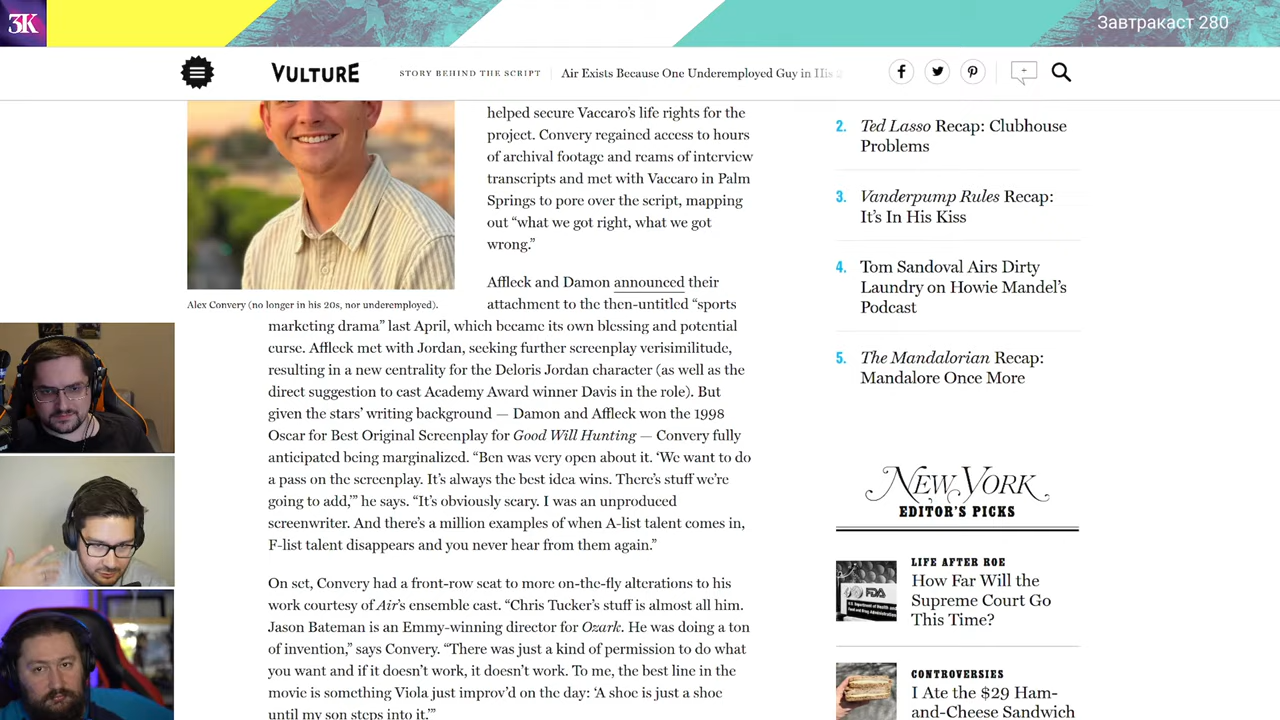 3K
Завтракаст 280
VULTURE
STORY BEHIND THE SCRIPT
Air Exists Because One Underemployed Guy in His 2
helped secure Vaccaro’s life rights for the
project. Convery regained access to hours
of archival footage and reams of interview
transcripts and met with Vaccaro in Palm
Springs to pore over the script, mapping
out “what we got right, what we got
wrong.”
Alex Convery (no longer in his 20s, nor underemployed).
Affleck and Damon announced their
attachment to the then-untitled “sports
marketing drama” last April, which became its own blessing and potential
curse. Affleck met with Jordan, seeking further screenplay verisimilitude,
resulting in a new centrality for the Deloris Jordan character (as well as the
direct suggestion to cast Academy Award winner Davis in the role). But
given the stars’ writing background — Damon and Affleck won the 1998
Oscar for Best Original Screenplay for Good Will Hunting — Convery fully
anticipated being marginalized. “Ben was very open about it. ‘We want to do
a pass on the screenplay. It’s always the best idea wins. There’s stuff we’re
going to add,’” he says. “It’s obviously scary. I was an unproduced
screenwriter. And there’s a million examples of when A-list talent comes in,
F-list talent disappears and you never hear from them again.”
On set, Convery had a front-row seat to more on-the-fly alterations to his
work courtesy of Air’s ensemble cast. “Chris Tucker’s stuff is almost all him.
Jason Bateman is an Emmy-winning director for Ozark. He was doing a ton
of invention,” says Convery. “There was just a kind of permission to do what
you want and if it doesn’t work, it doesn’t work. To me, the best line in the
movie is something Viola just improv’d on the day: ‘A shoe is just a shoe
until my son steps into it.’”
2. Ted Lasso Recap: Clubhouse
Problems
3. Vanderpump Rules Recap:
It’s In His Kiss
4. Tom Sandoval Airs Dirty
Laundry on Howie Mandel’s
Podcast
5. The Mandalorian Recap:
Mandalore Once More
NEW YORK
EDITOR’S PICKS
LIFE AFTER ROE
How Far Will the
Supreme Court Go
This Time?
FDA
CONTROVERSIES
I Ate the $29 Ham-
and-Cheese Sandwich